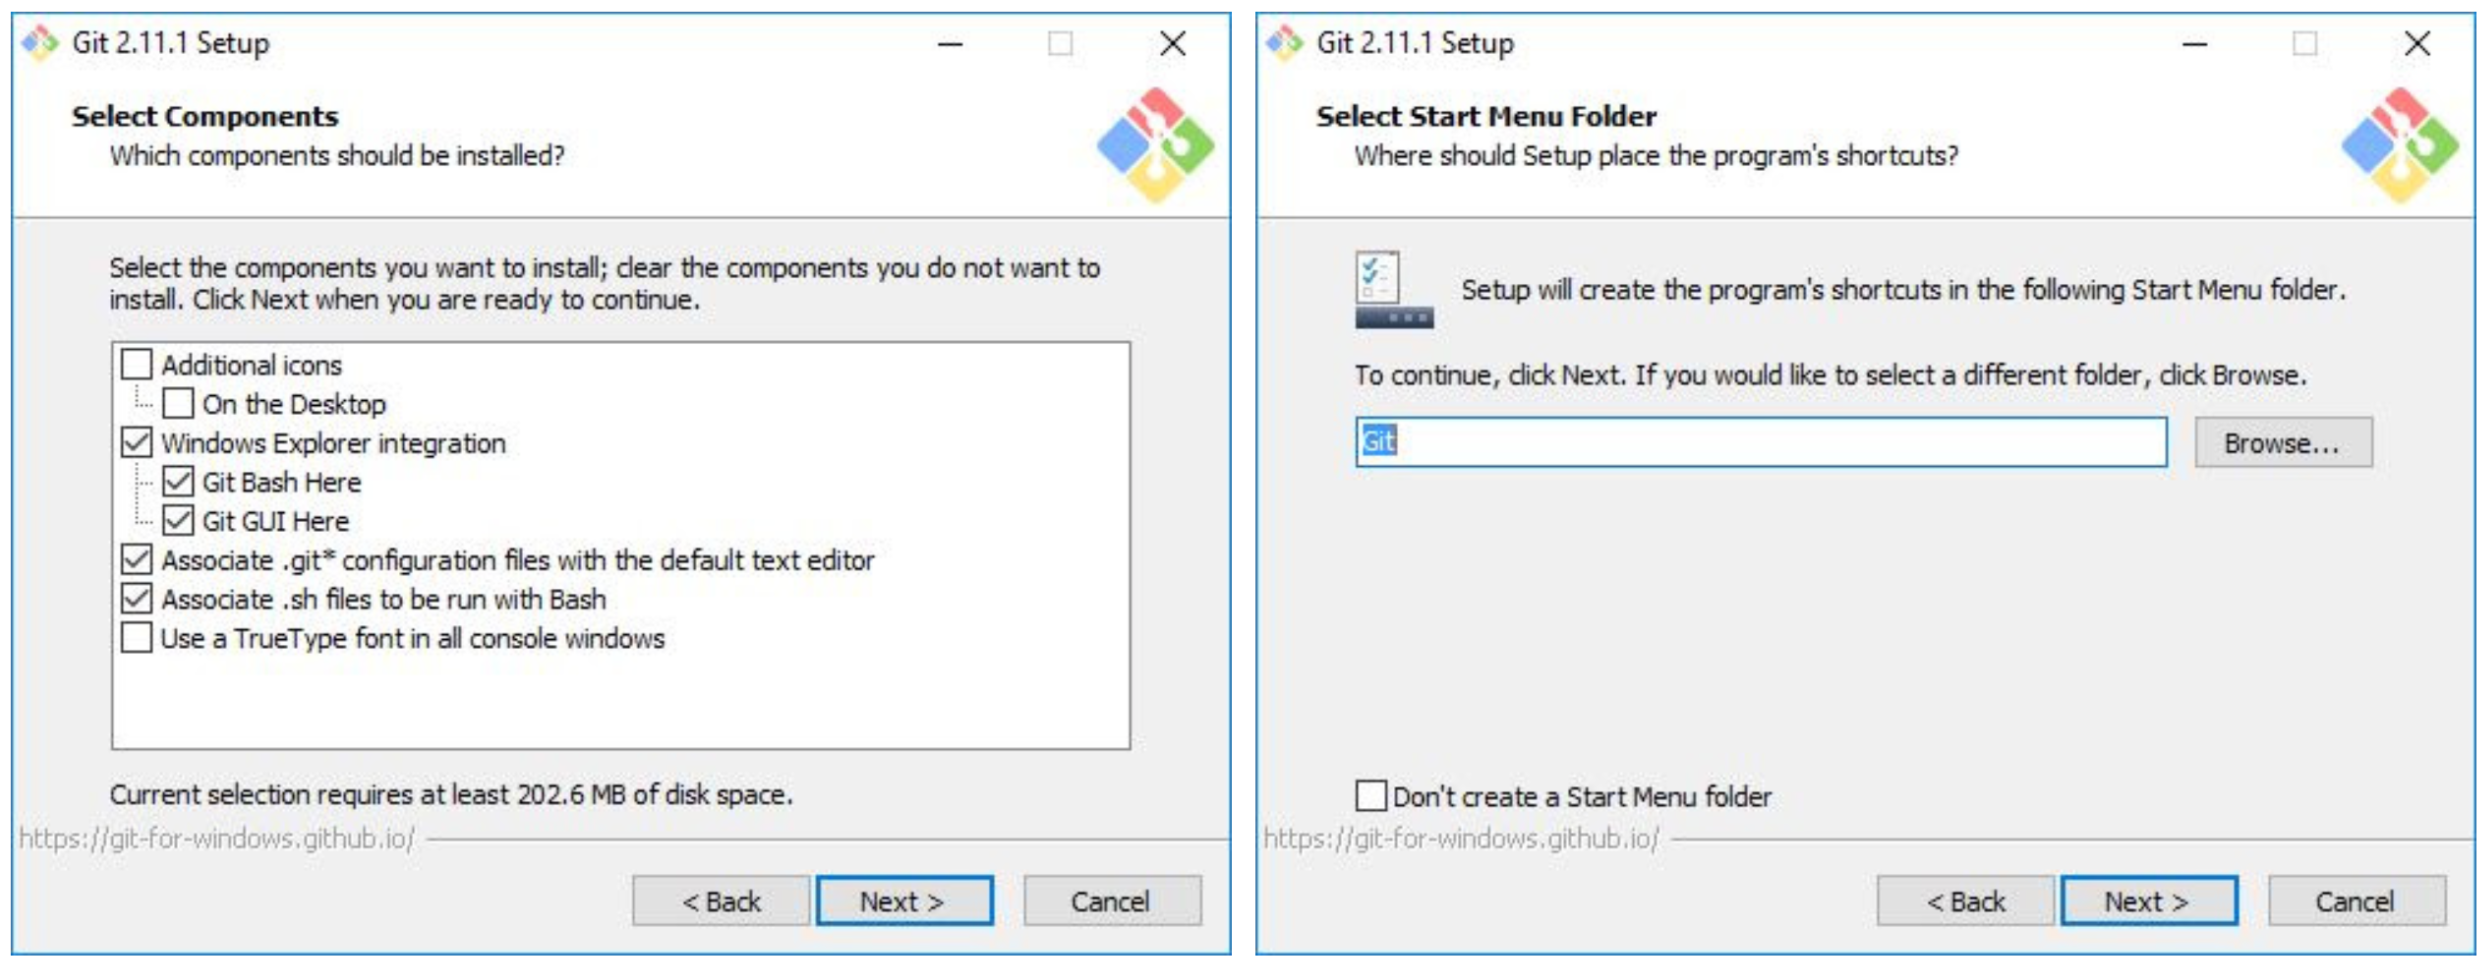 Git 2.11.1 Setup
Select Components
Which components should be installed?
Select the components you want to install; clear the components you do not want to
install. Click Next when you are ready to continue.
Additional icons
On the Desktop
Windows Explorer integration
Git Bash Here
Git GUI Here
Associate .git* configuration files with the default text editor
Associate .sh files to be run with Bash
Use a TrueType font in all console windows
Current selection requires at least 202.6 MB of disk space.
https://git-for-windows.github.io/
< Back
Next >
Cancel
Git 2.11.1 Setup
Select Start Menu Folder
Where should Setup place the program's shortcuts?
Setup will create the program's shortcuts in the following Start Menu folder.
To continue, click Next. If you would like to select a different folder, click Browse.
Git
Browse...
Don't create a Start Menu folder
https://git-for-windows.github.io/
< Back
Next >
Cancel